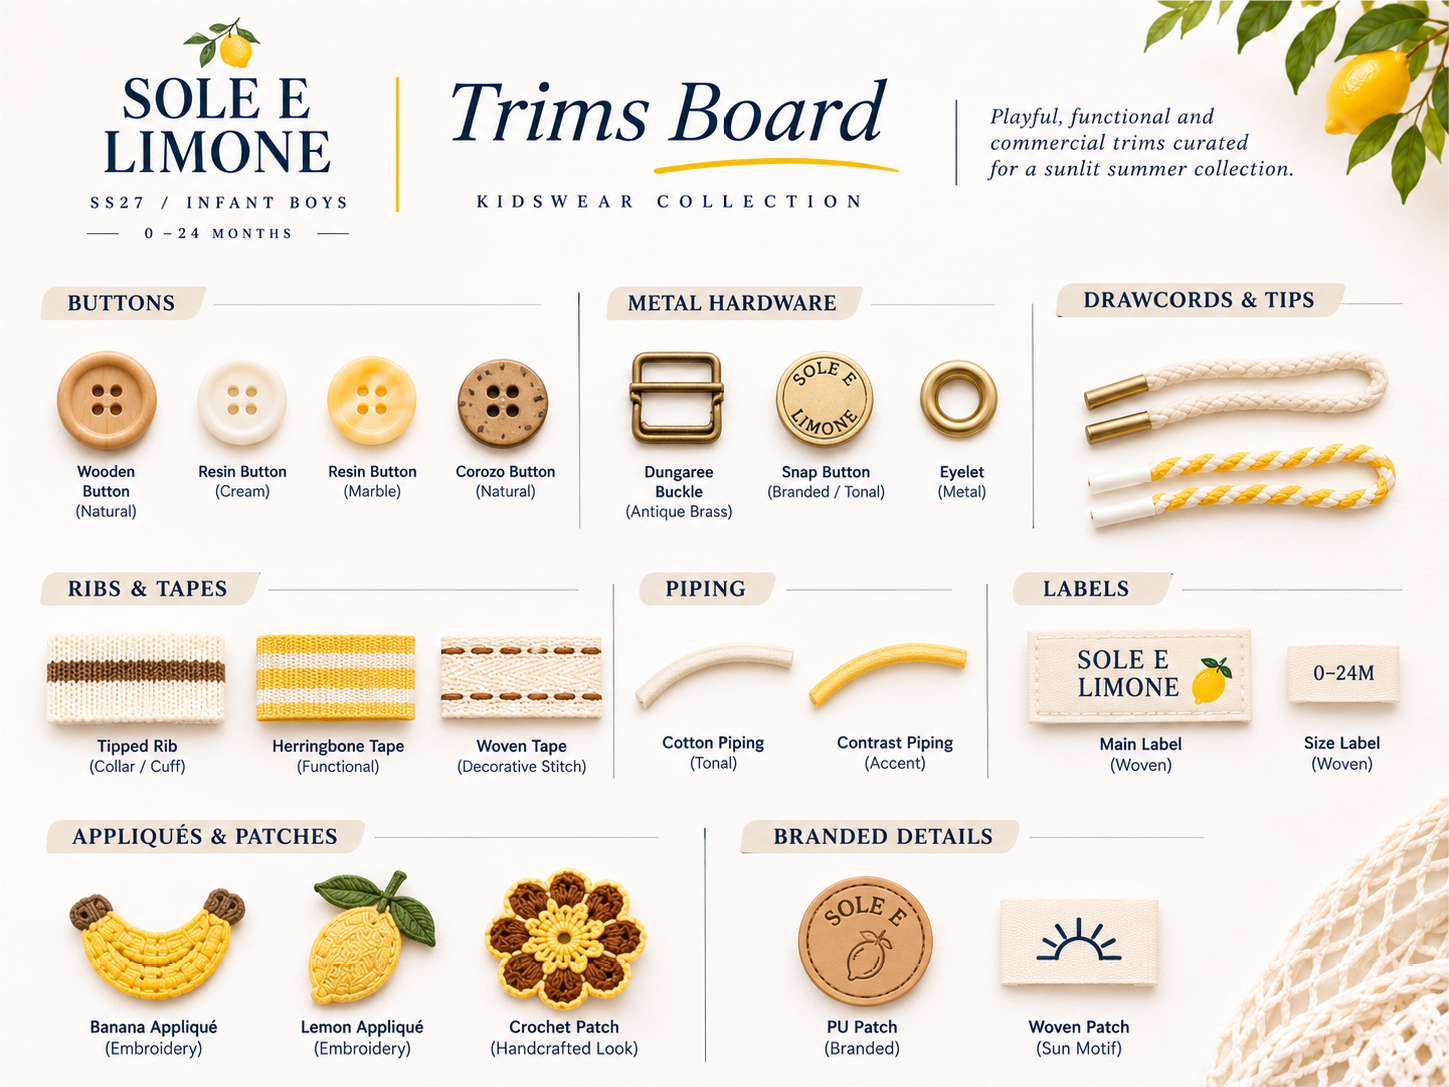 SOLE E
LIMONE
SS27 / INFANT BOYS
0 – 24 MONTHS
Trims Board
KIDSWEAR COLLECTION
Playful, functional and
commercial trims curated
for a sunlit summer collection.
BUTTONS
Wooden
Button
(Natural)
Resin Button
(Cream)
Resin Button
(Marble)
Corozo Button
(Natural)
METAL HARDWARE
Dungaree
Buckle
(Antique Brass)
SOLE E
LIMONE
Snap Button
(Branded / Tonal)
Eyelet
(Metal)
DRAWCORDS & TIPS
RIBS & TAPES
Tipped Rib
(Collar / Cuff)
Herringbone Tape
(Functional)
Woven Tape
(Decorative Stitch)
PIPING
Cotton Piping
(Tonal)
Contrast Piping
(Accent)
LABELS
SOLE E
LIMONE
Main Label
(Woven)
0–24M
Size Label
(Woven)
APPLIQUÉS & PATCHES
Banana Appliqué
(Embroidery)
Lemon Appliqué
(Embroidery)
Crochet Patch
(Handcrafted Look)
BRANDED DETAILS
SOLE E
PU Patch
(Branded)
Woven Patch
(Sun Motif)